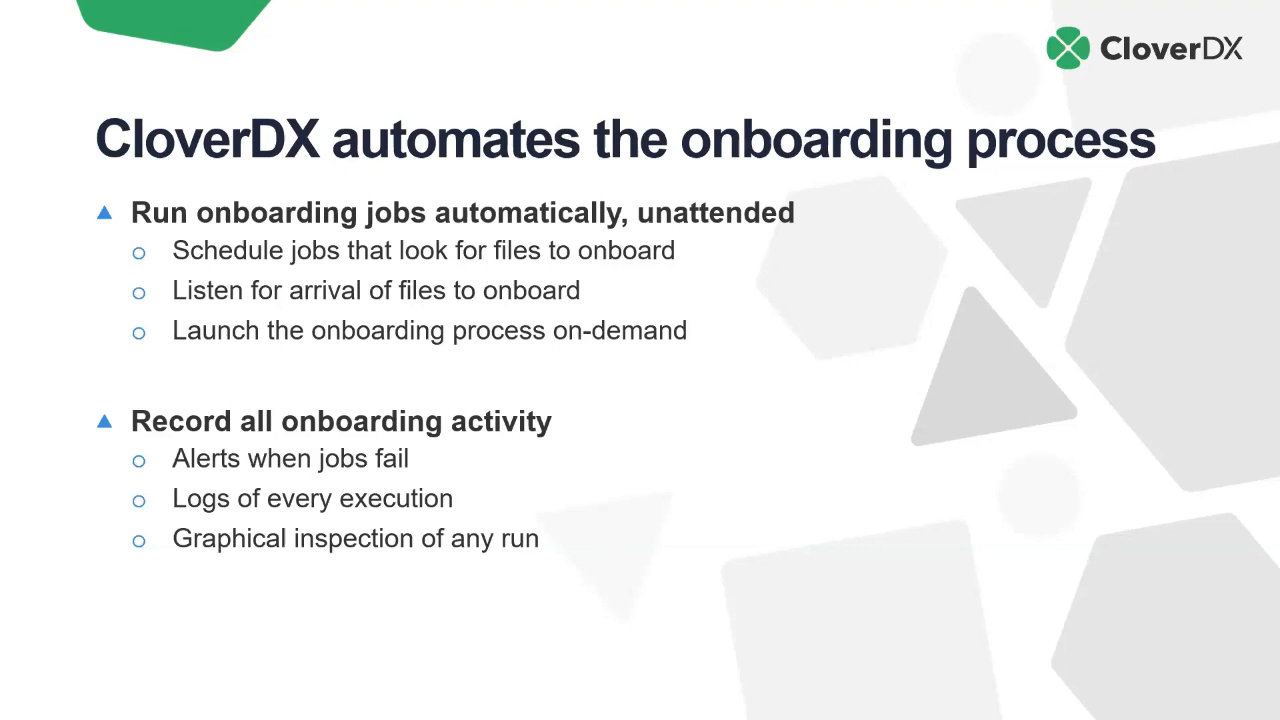 CloverDX
CloverDX automates the onboarding process
Run onboarding jobs automatically, unattended
Schedule jobs that look for files to onboard
Listen for arrival of files to onboard
Launch the onboarding process on-demand
Record all onboarding activity
Alerts when jobs fail
Logs of every execution
Graphical inspection of any run